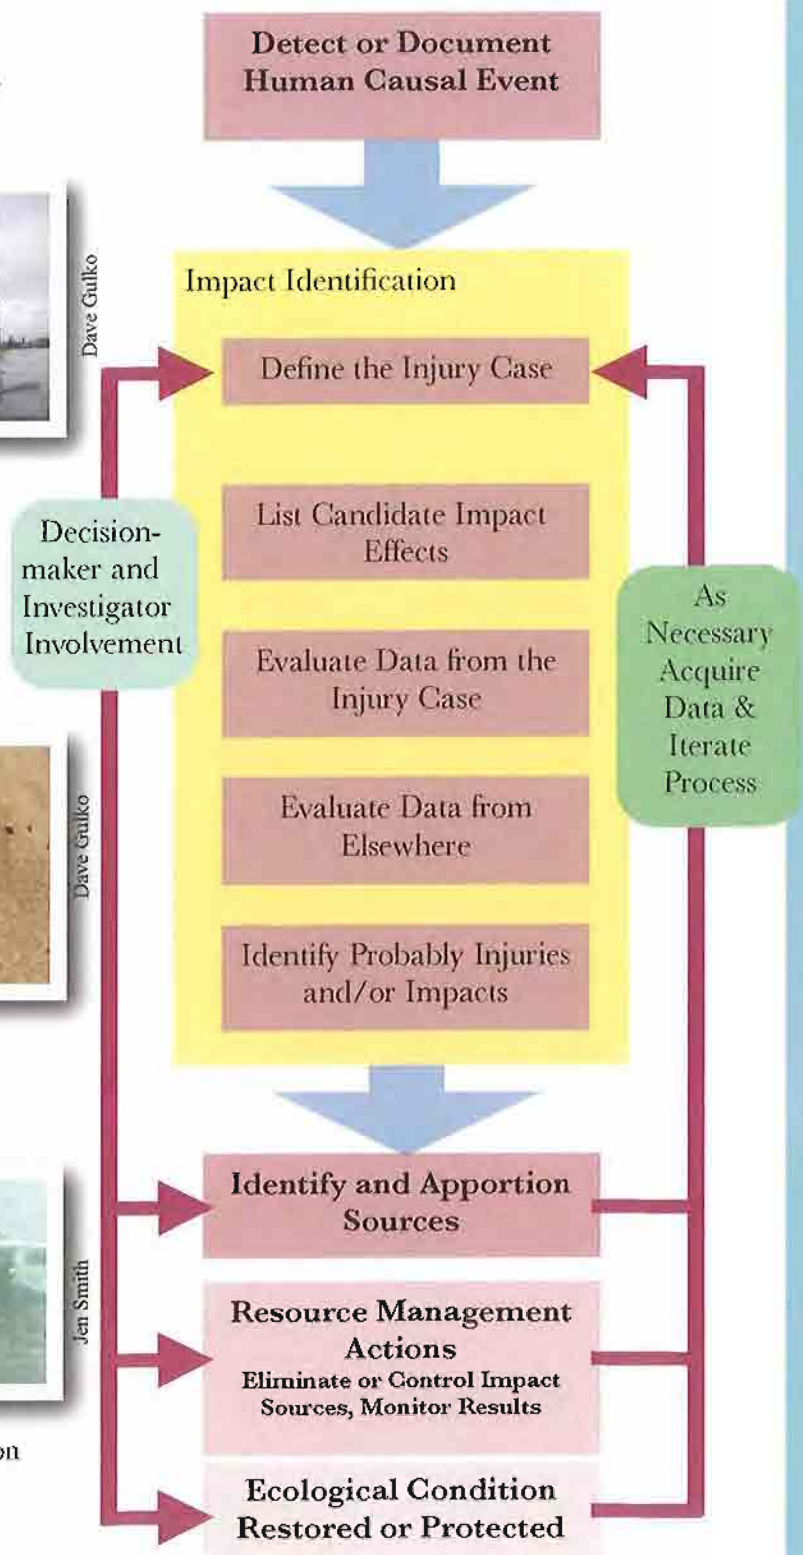 Detect or Document
Human Causal Event
Dave Gulko
Impact Identification
Define the Injury Case
Decision-
maker and
Investigator
Involvement
List Candidate Impact
Effects
As
Necessary
Acquire
Data &
Iterate
Process
Evaluate Data from the
Injury Case
Evaluate Data from
Elsewhere
Dave Gulko
Identify Probably Injuries
and/or Impacts
Identify and Apportion
Sources
Jen Smith
Resource Management
Actions
Eliminate or Control Impact
Sources, Monitor Results
Ecological Condition
Restored or Protected